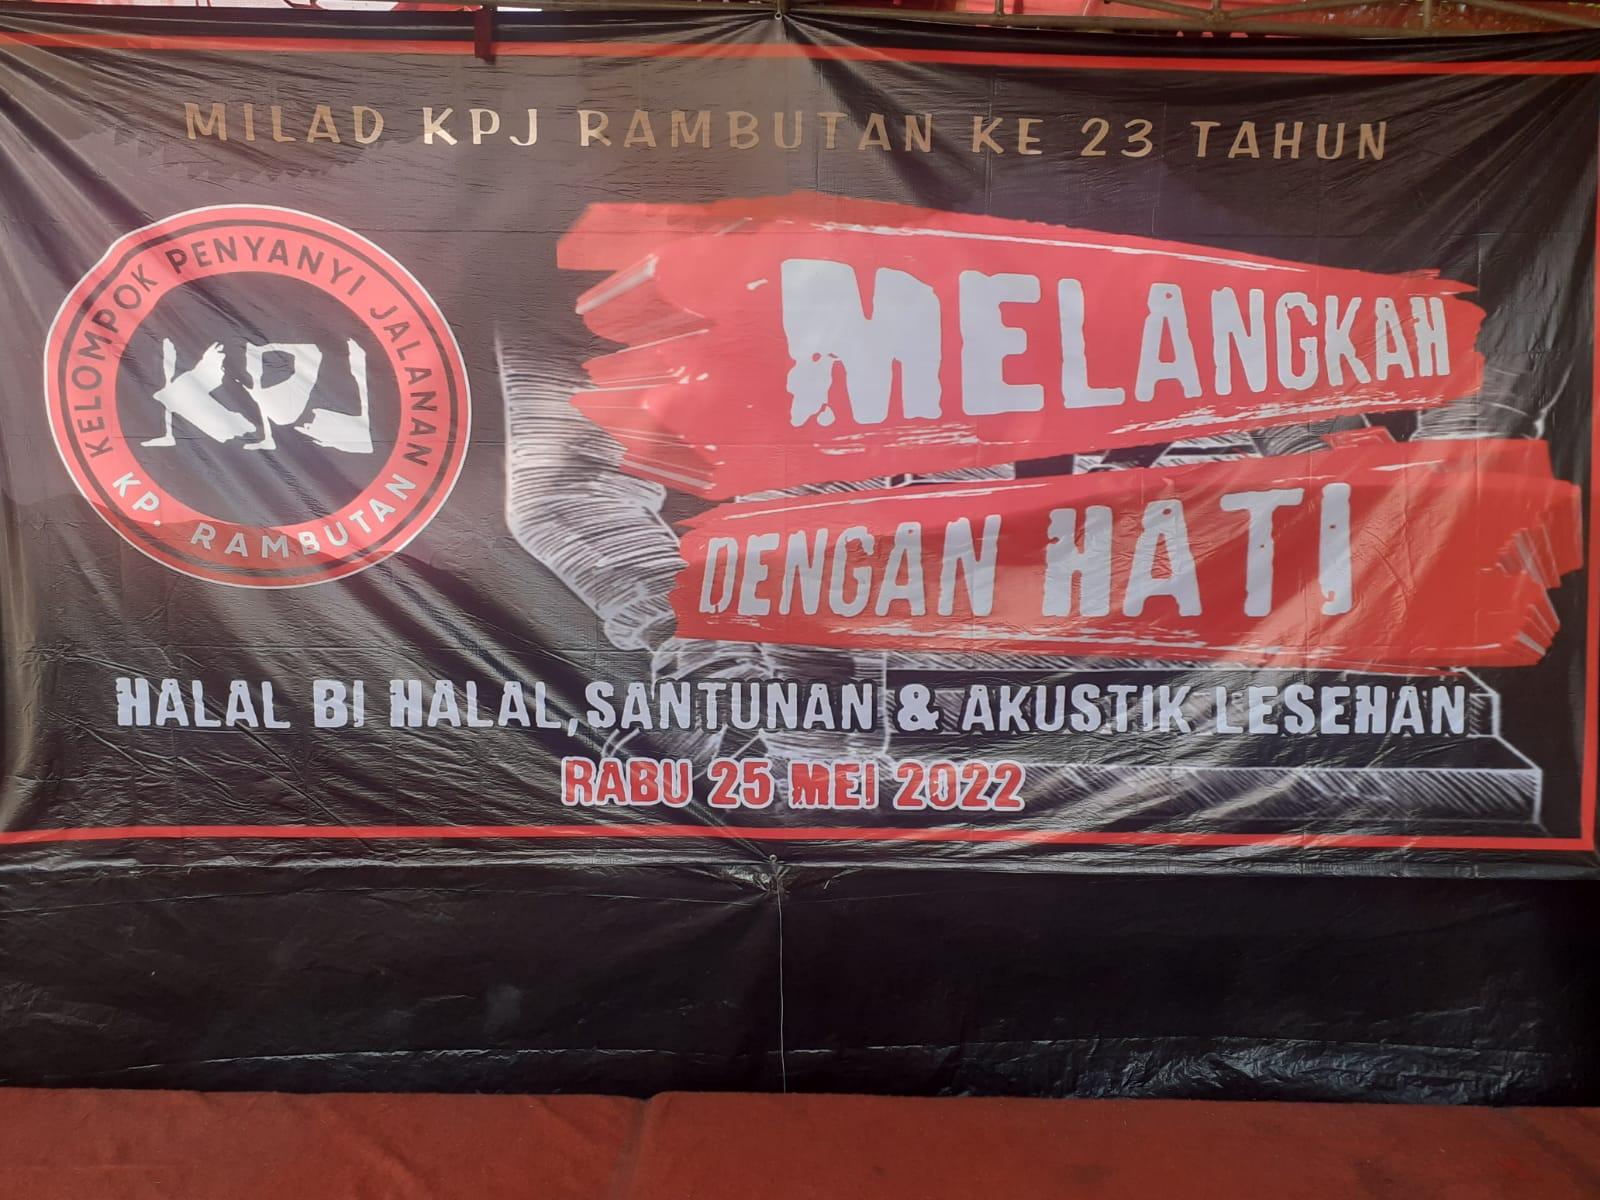 MILAD KPJ RAMBUTAN KE 23 TAHUN
KELOMPOK PENYANYI JALANAN
KPJ
KP. RAMBUTAN
MELANGKAH
DENGAN HATI
HALAL BI HALAL,SANTUNAN & AKUSTIK LESEHAN
RABU 25 MEI 2022